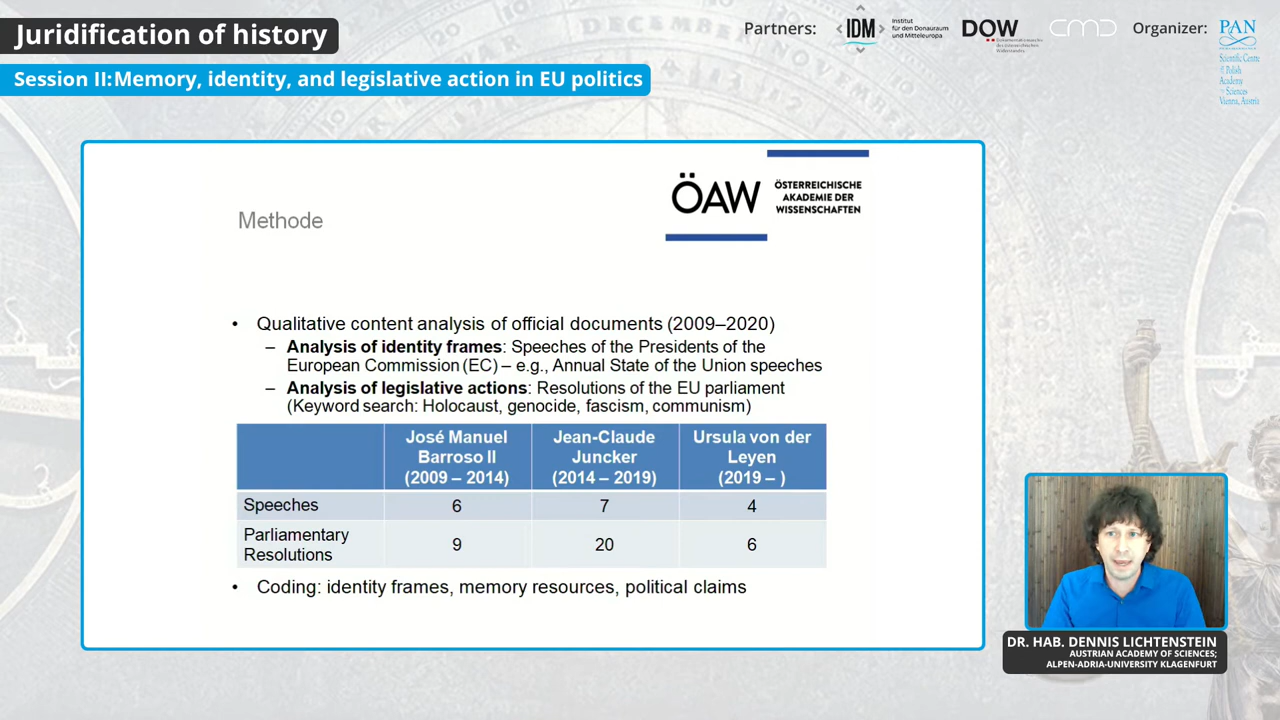 Juridification of history
Session II:Memory, identity, and legislative action in EU politics
Partners:
IDM
Institut
für den Donauraum
und Mitteleuropa
DOW
CMD
Organizer:
PAN
Scientific Centre
of Polish
Academy
of Sciences
Vienna, Austria
ÖAW
ÖSTERREICHISCHE
AKADEMIE DER
WISSENSCHAFTEN
Methode
• Qualitative content analysis of official documents (2009–2020)
– Analysis of identity frames: Speeches of the Presidents of the
European Commission (EC) – e.g., Annual State of the Union speeches
– Analysis of legislative actions: Resolutions of the EU parliament
(Keyword search: Holocaust, genocide, fascism, communism)
José Manuel Barroso II (2009 – 2014) Jean-Claude Juncker (2014 – 2019) Ursula von der Leyen (2019 – )
Speeches 6 7 4
Parliamentary Resolutions 9 20 6
• Coding: identity frames, memory resources, political claims
DR. HAB. DENNIS LICHTENSTEIN
AUSTRIAN ACADEMY OF SCIENCES;
ALPEN-ADRIA-UNIVERSITY KLAGENFURT